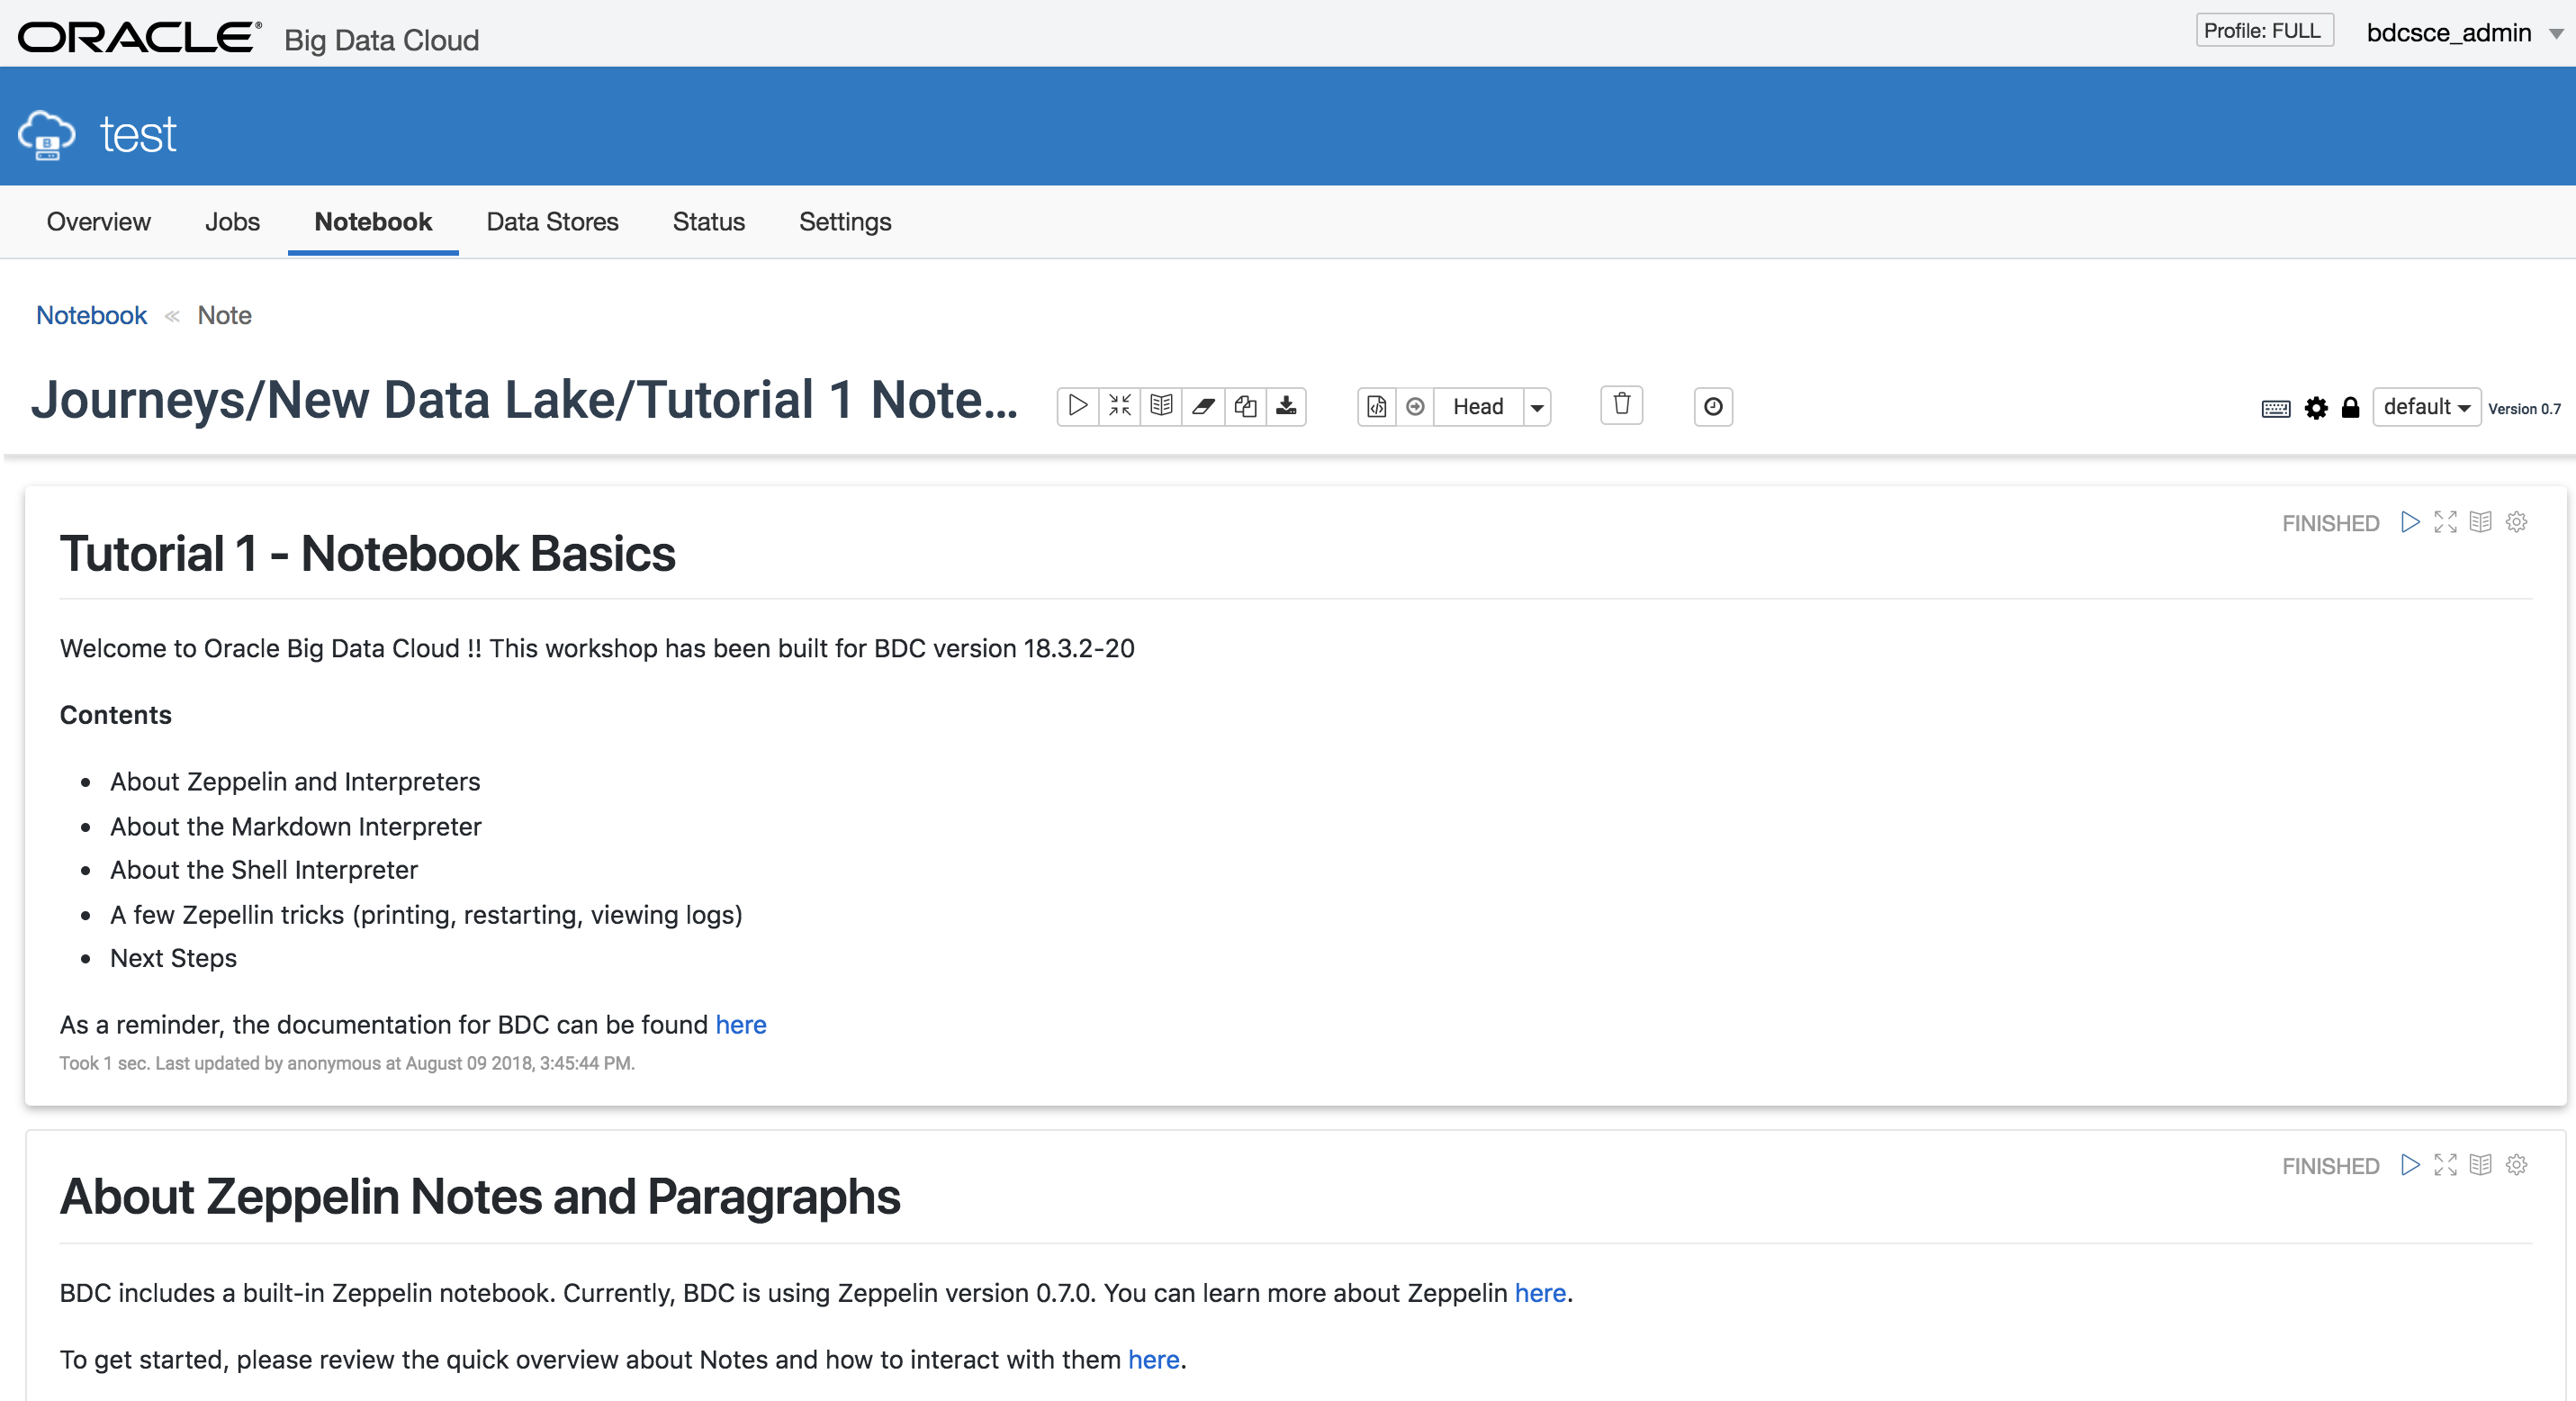 ORACLE® Big Data Cloud Profile: FULL bdcsce_admin
test
Overview Jobs Notebook Data Stores Status Settings
Notebook « Note
Journeys/New Data Lake/Tutorial 1 Note... Head default Version 0.7
FINISHED
Tutorial 1 - Notebook Basics
Welcome to Oracle Big Data Cloud !! This workshop has been built for BDC version 18.3.2-20
Contents
• About Zeppelin and Interpreters
• About the Markdown Interpreter
• About the Shell Interpreter
• A few Zepellin tricks (printing, restarting, viewing logs)
• Next Steps
As a reminder, the documentation for BDC can be found here
Took 1 sec. Last updated by anonymous at August 09 2018, 3:45:44 PM.
FINISHED
About Zeppelin Notes and Paragraphs
BDC includes a built-in Zeppelin notebook. Currently, BDC is using Zeppelin version 0.7.0. You can learn more about Zeppelin here.
To get started, please review the quick overview about Notes and how to interact with them here.